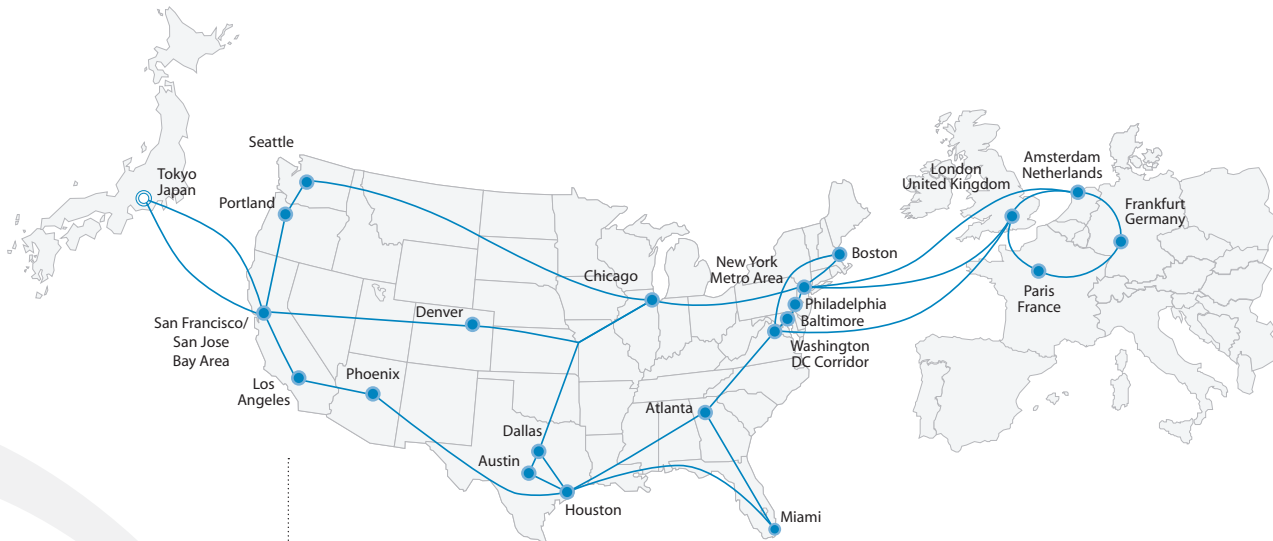 Seattle
Tokyo
Japan
Portland
San Francisco/
San Jose
Bay Area
Los
Angeles
Phoenix
Denver
Dallas
Austin
Houston
Chicago
Atlanta
Miami
New York
Metro Area
Boston
Philadelphia
Baltimore
Washington
DC Corridor
London
United Kingdom
Amsterdam
Netherlands
Frankfurt
Germany
Paris
France